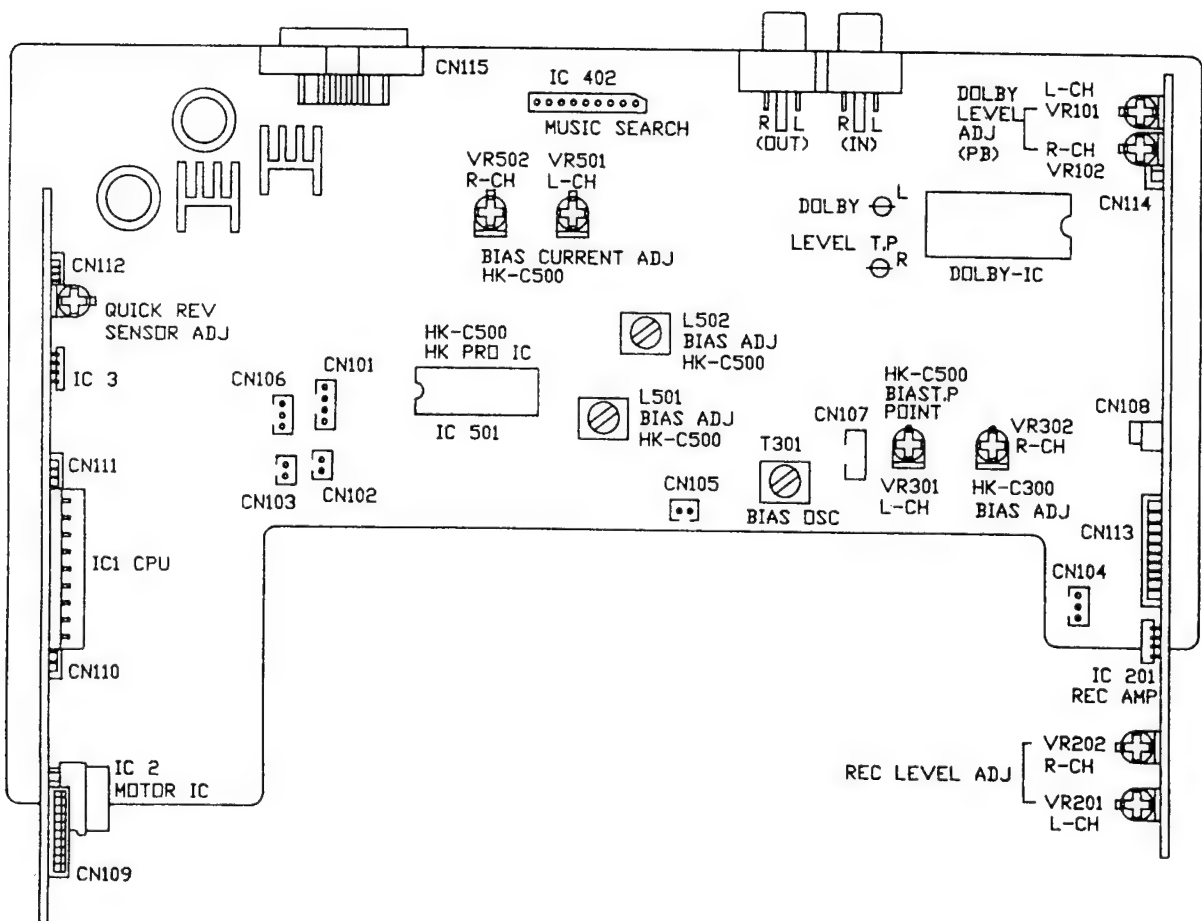 CN115
IC 402
MUSIC SEARCH
R L
(OUT)
R L
(IN)
DOLBY
LEVEL
ADJ
(PB)
L-CH
VR101
R-CH
VR102
CN114
VR502
R-CH
VR501
L-CH
BIAS CURRENT ADJ
HK-C500
DOLBY
L
LEVEL T.P
R
DOLBY-IC
CN112
QUICK REV
SENSOR ADJ
IC 3
HK-C500
HK PRO IC
IC 501
L502
BIAS ADJ
HK-C500
L501
BIAS ADJ
HK-C500
CN106
CN101
CN103
CN102
HK-C500
BIAST.P
POINT
CN107
VR301
L-CH
VR302
R-CH
HK-C300
BIAS ADJ
CN108
T301
BIAS OSC
CN105
CN111
IC1 CPU
CN110
CN113
CN104
IC 201
REC AMP
IC 2
MOTOR IC
CN109
REC LEVEL ADJ
VR202
R-CH
VR201
L-CH